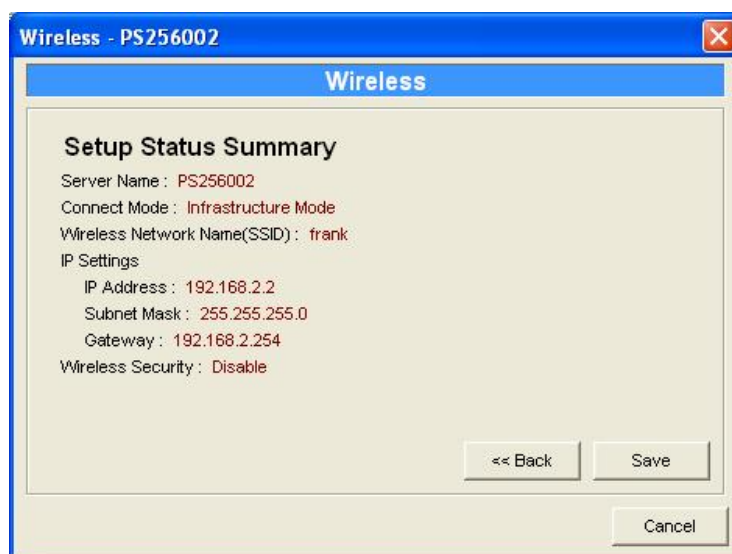 Wireless - PS256002
Wireless
Setup Status Summary
Server Name : PS256002
Connect Mode : Infrastructure Mode
Wireless Network Name(SSID) : frank
IP Settings
IP Address : 192.168.2.2
Subnet Mask : 255.255.255.0
Gateway : 192.168.2.254
Wireless Security : Disable
<< Back Save
Cancel